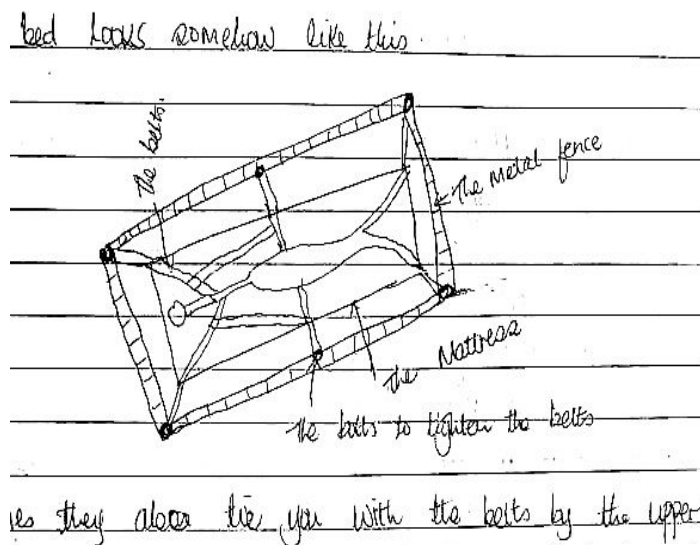 bed looks somehow like this.
The belts.
The Metal fence
The Mattress
The bolts to tighten the belts
they tie you with the belts by the upper